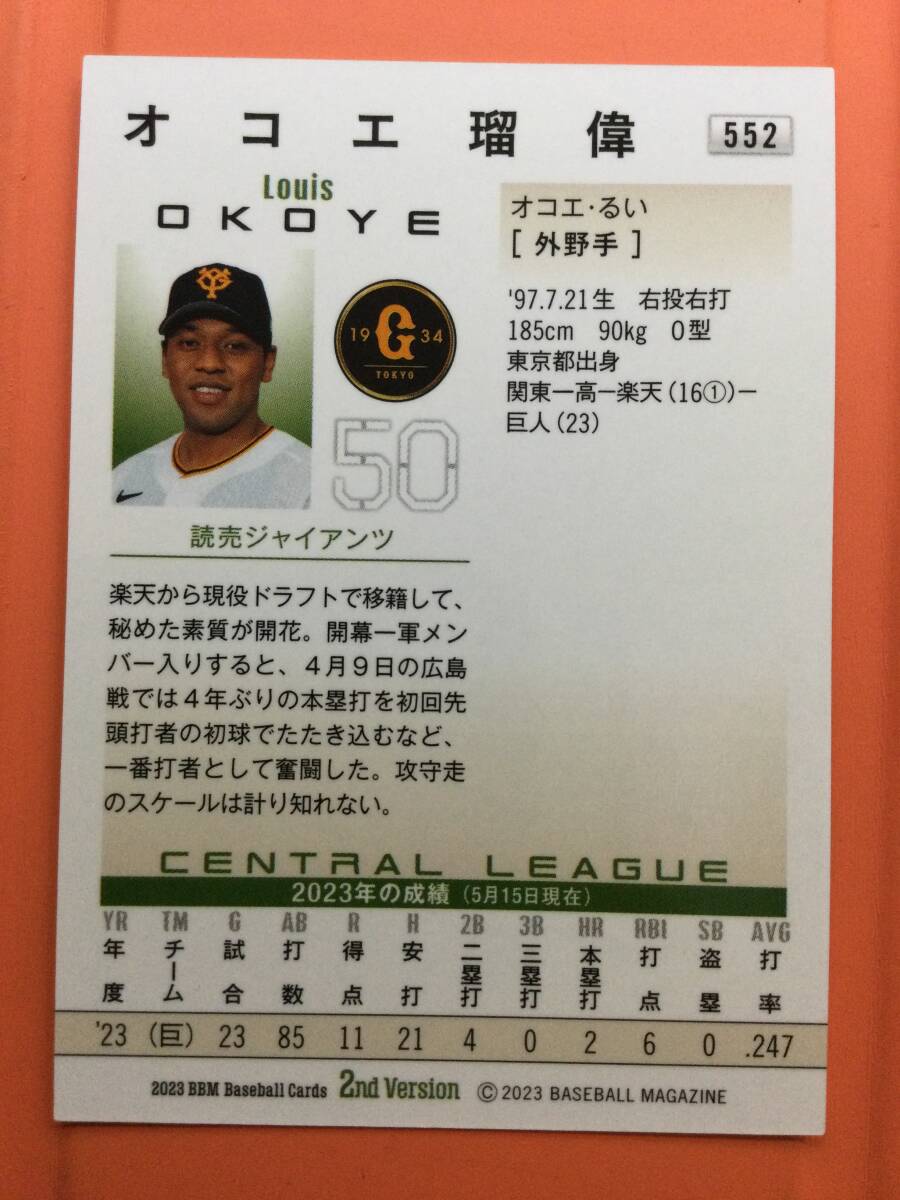 オコエ瑠偉
552
Louis
OKOYE
オコエ・るい
[ 外野手 ]
YG
19 G 34
TOKYO
50
'97.7.21生 右投右打
185cm 90kg O型
東京都出身
関東一高ー楽天(16①)ー
巨人(23)
読売ジャイアンツ
楽天から現役ドラフトで移籍して、
秘めた素質が開花。開幕一軍メン
バー入りすると、4月9日の広島
戦では4年ぶりの本塁打を初回先
頭打者の初球でたたき込むなど、
一番打者として奮闘した。攻守走
のスケールは計り知れない。
CENTRAL LEAGUE
2023年の成績(5月15日現在)
YR TM G AB R H 2B 3B HR RBI SB AVG
年度 チーム 試合 打数 得点 安打 二塁打 三塁打 本塁打 打点 盗塁 打率
'23 (巨) 23 85 11 21 4 0 2 6 0 .247
2023 BBM Baseball Cards 2nd Version © 2023 BASEBALL MAGAZINE